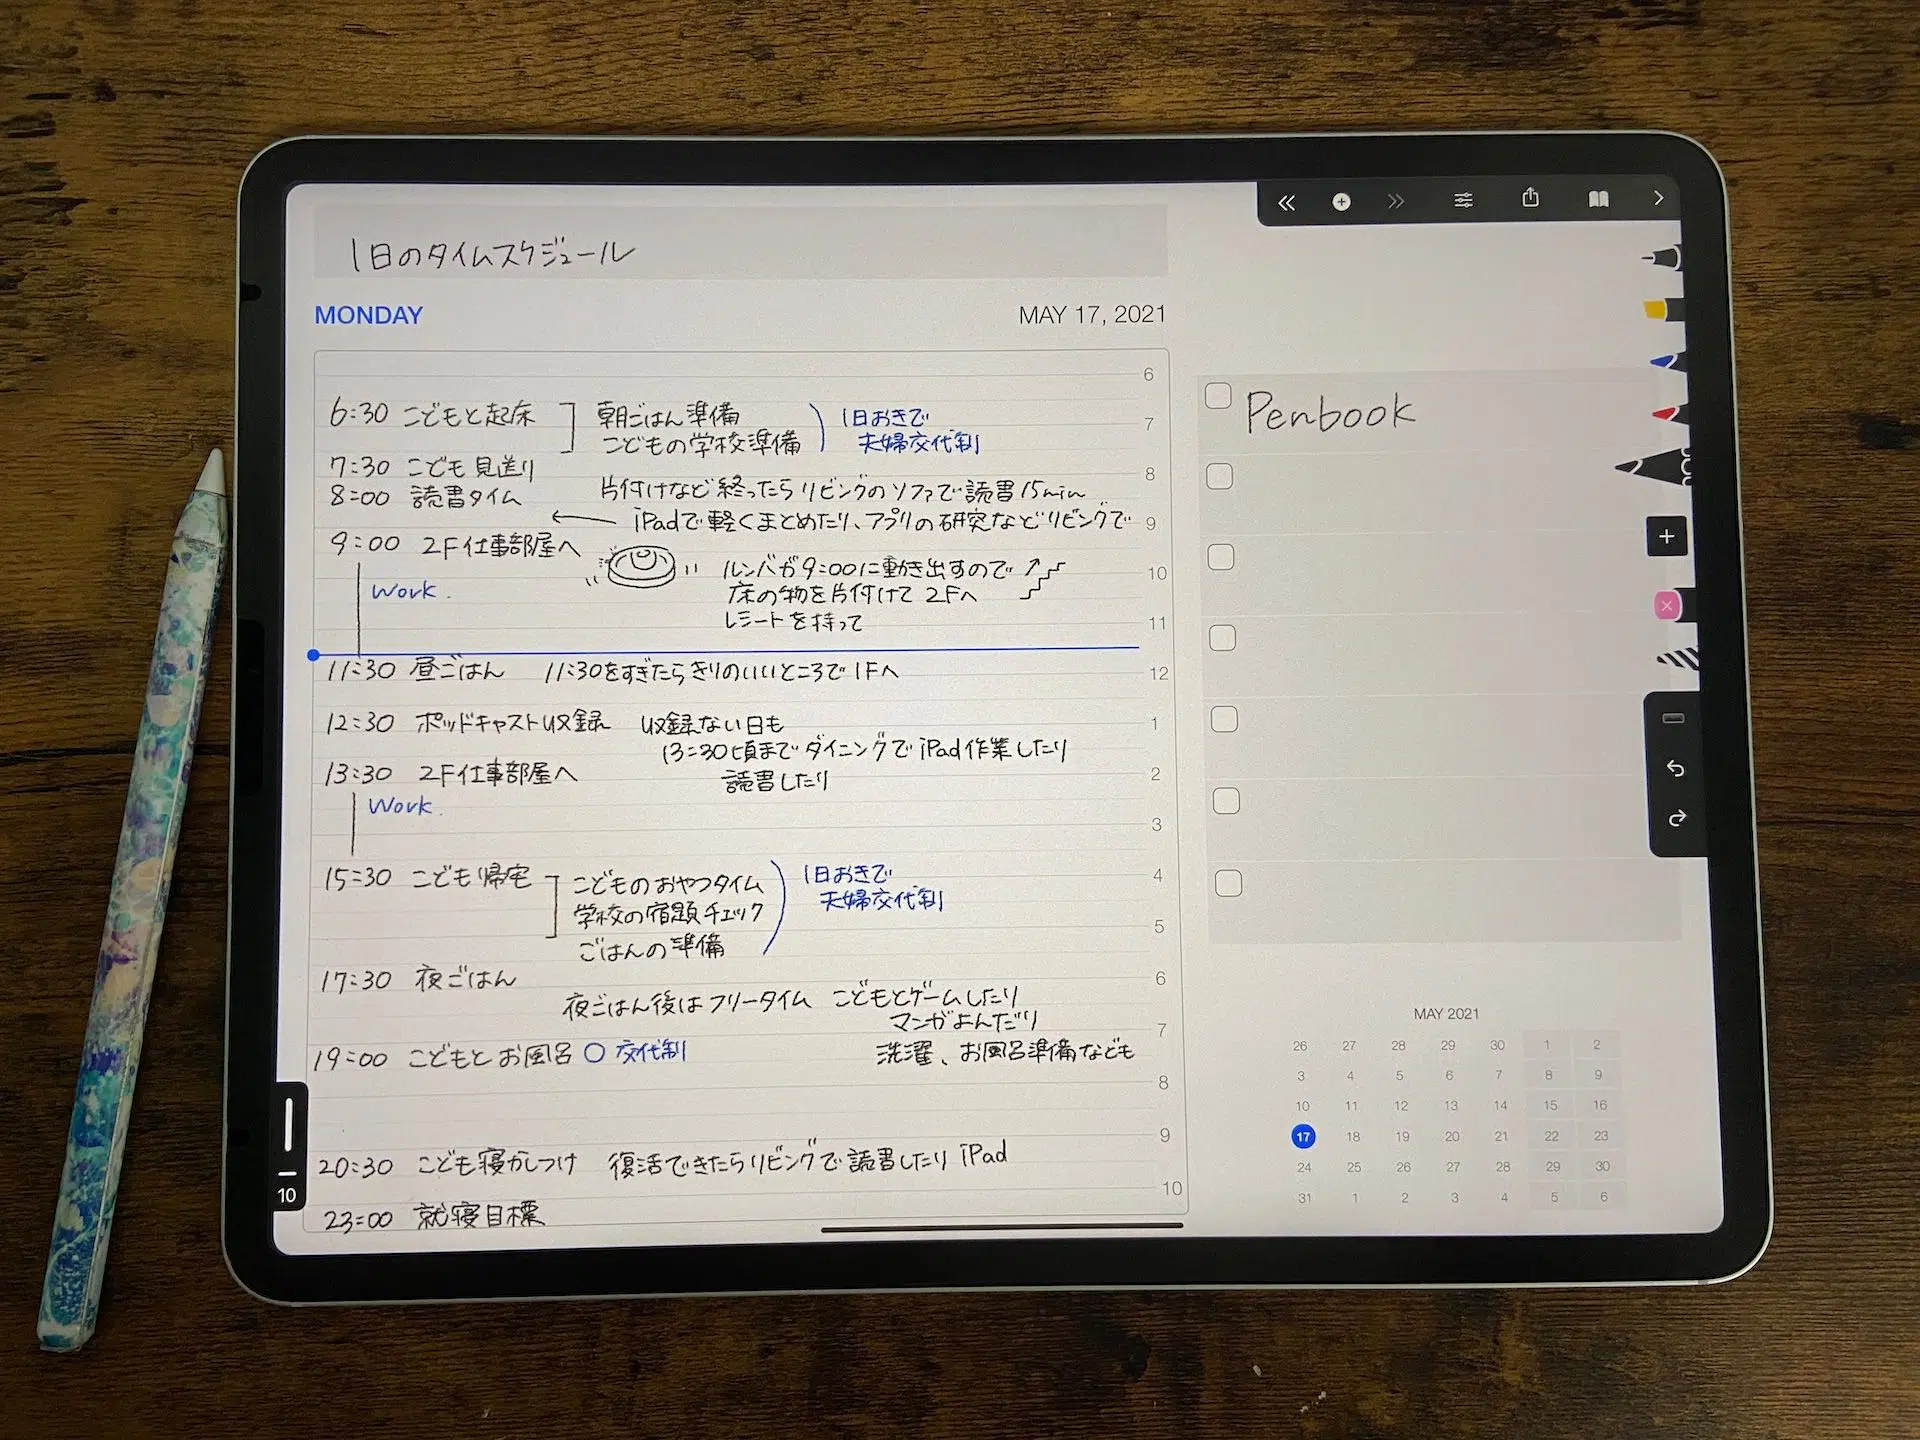 1日のタイムスケジュール
MONDAY
MAY 17, 2021
6
6:30 こどもと起床
朝ごはん準備
こどもの学校準備
1日おきで
夫婦交代制
7
7:30 こども見送り
8
8:00 読書タイム
片付けなど終ったらリビングのソファで読書15min
iPadで軽くまとめたり、アプリの研究などリビングで
9
9:00 2F仕事部屋へ
Work.
ルンバが9:00に動き出すので
床の物を片付けて2Fへ
レシートを持って
10
11
11:30 昼ごはん 11:30をすぎたらきりのいいところで1Fへ
12
12:30 ポッドキャスト収録
収録ない日も
13:30頃までダイニングでiPad作業したり
読書したり
1
13:30 2F仕事部屋へ
Work.
2
3
15:30 こども帰宅
こどものおやつタイム
学校の宿題チェック
ごはんの準備
1日おきで
夫婦交代制
4
5
17:30 夜ごはん
6
夜ごはん後はフリータイム こどもとゲームしたり
マンガよんだり
洗濯、お風呂準備なども
7
19:00 こどもとお風呂 ○ 交代制
8
9
20:30 こども寝かしつけ 復活できたらリビングで読書したり iPad
10
23:00 就寝目標
10
Penbook
MAY 2021
26 27 28 29 30 1 2
3 4 5 6 7 8 9
10 11 12 13 14 15 16
17 18 19 20 21 22 23
24 25 26 27 28 29 30
31 1 2 3 4 5 6